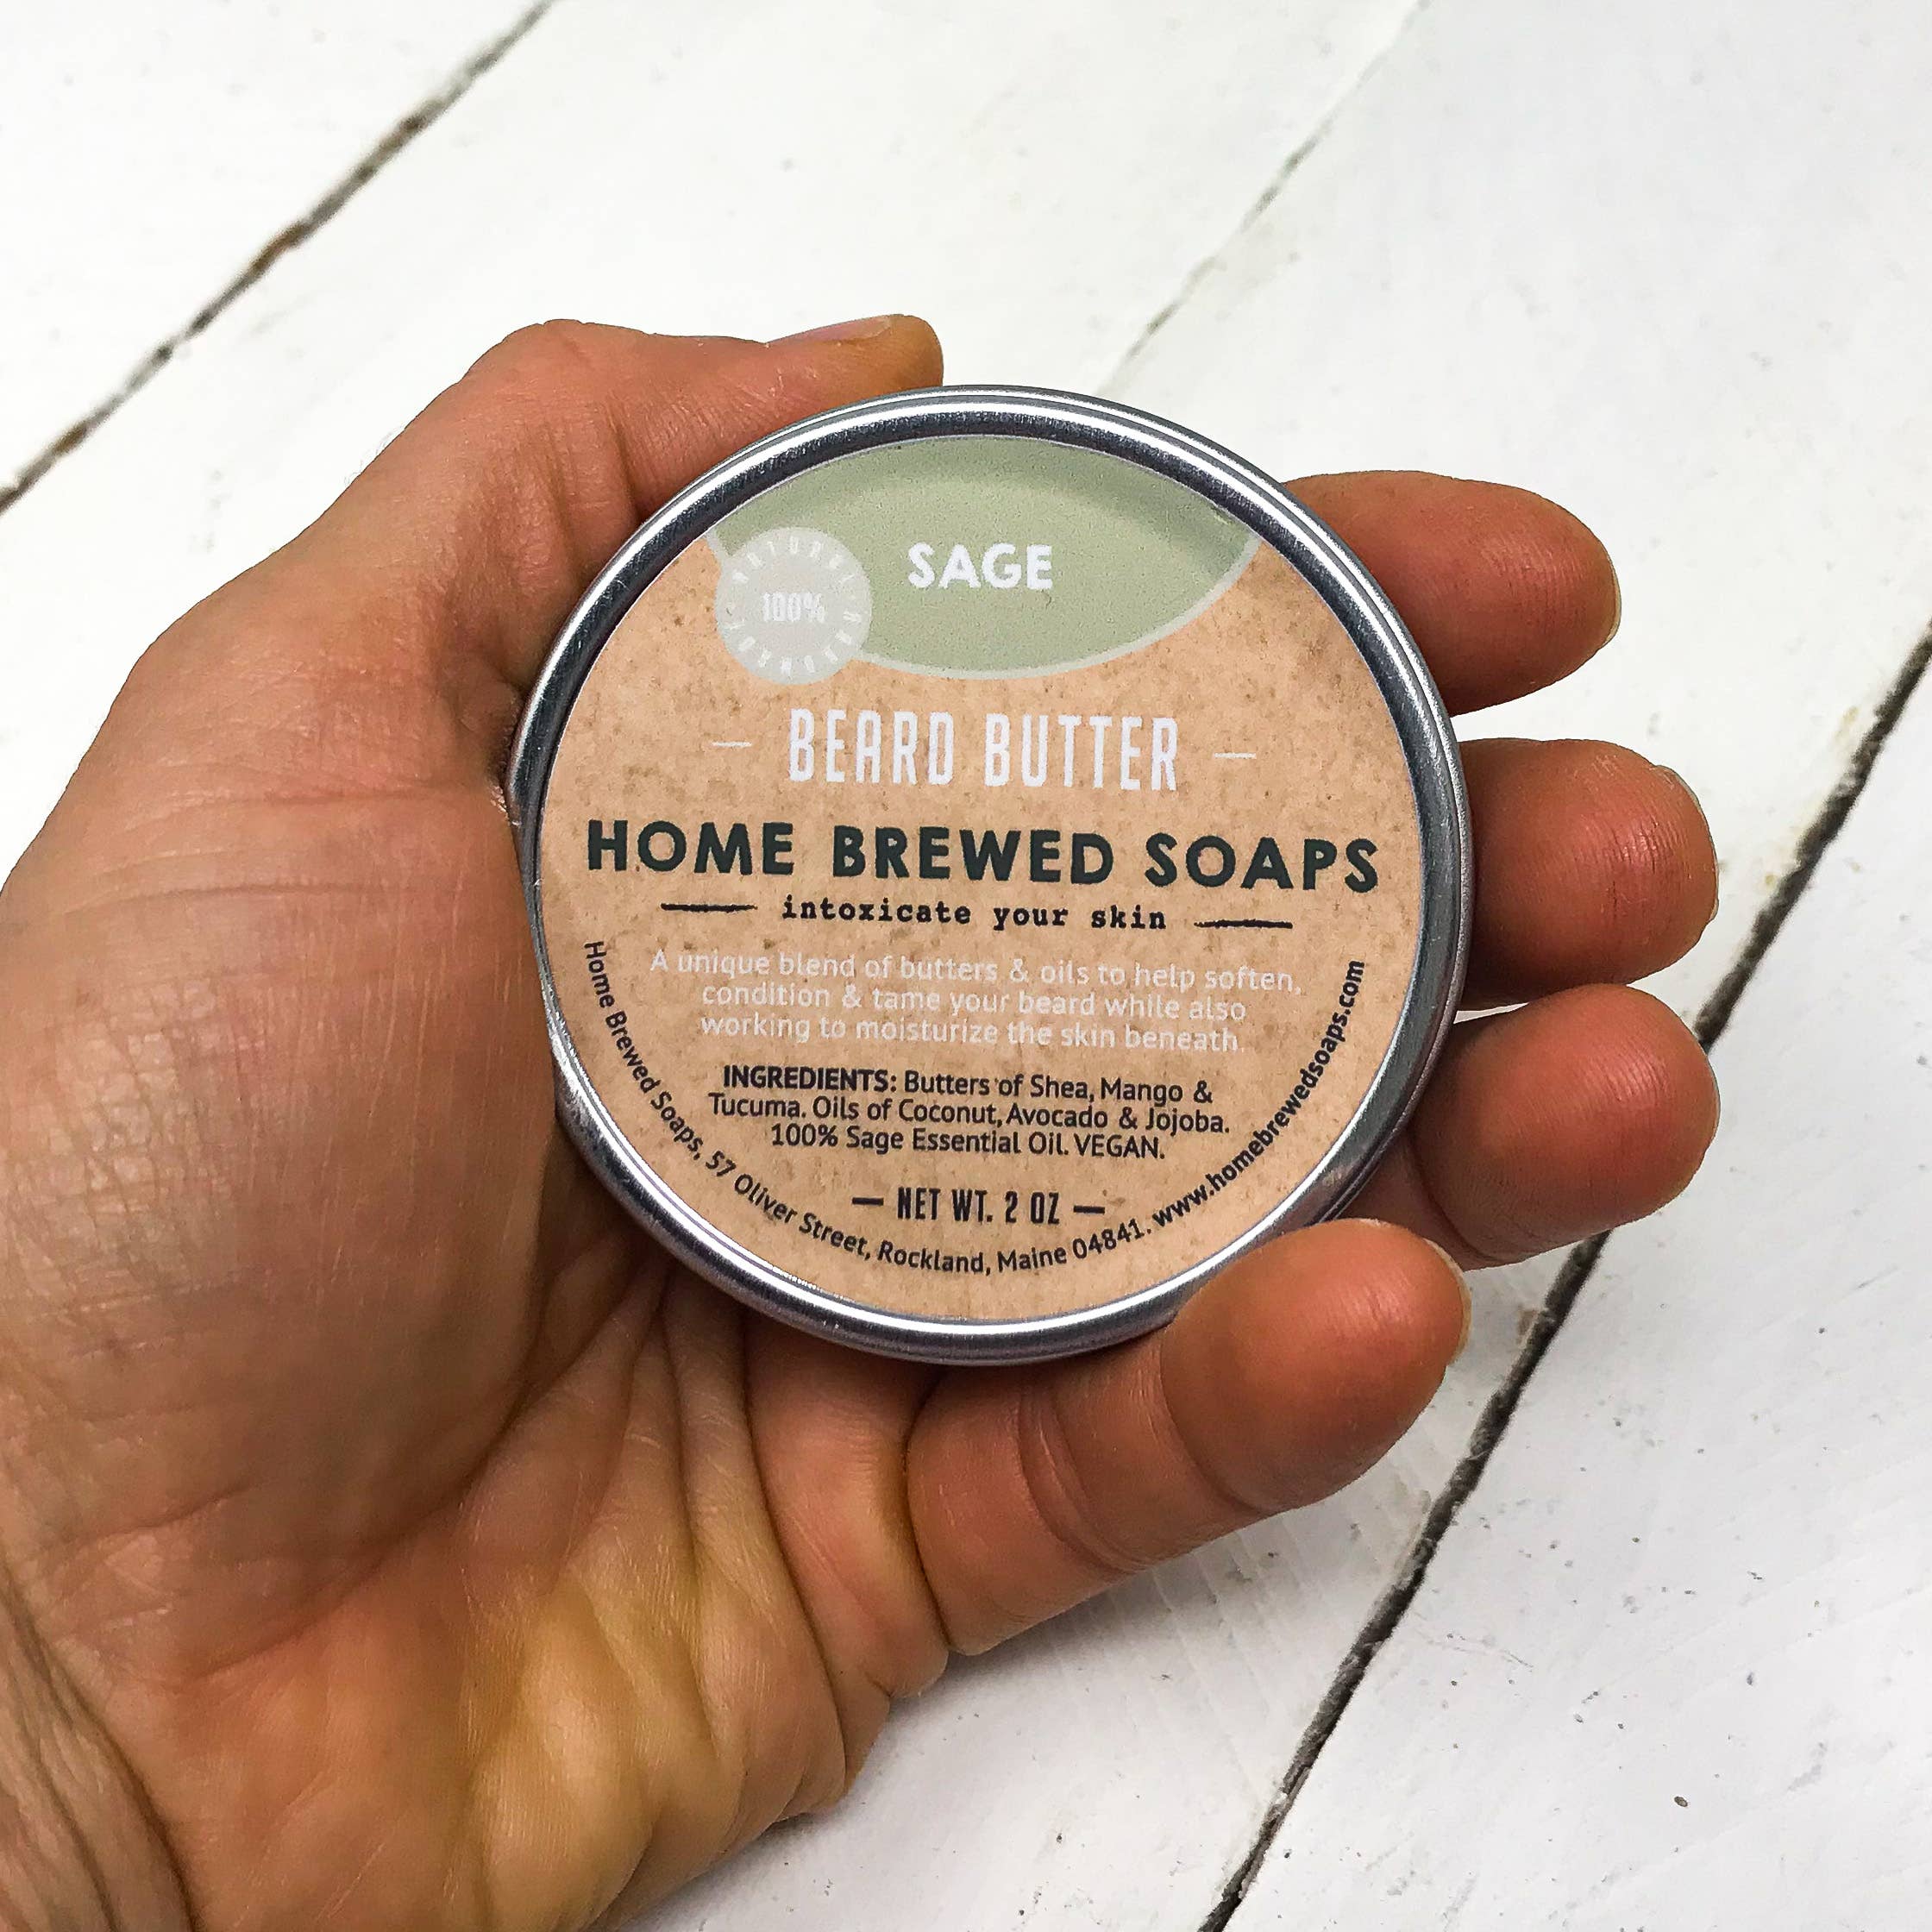 SAGE
NATURAL HANDMADE
100%
— BEARD BUTTER —
HOME BREWED SOAPS
intoxicate your skin
A unique blend of butters & oils to help soften,
condition & tame your beard while also
working to moisturize the skin beneath.
INGREDIENTS: Butters of Shea, Mango &
Tucuma. Oils of Coconut, Avocado & Jojoba.
100% Sage Essential Oil. VEGAN.
— NET WT. 2 OZ —
Home Brewed Soaps, 57 Oliver Street, Rockland, Maine 04841. www.homebrewedsoaps.com